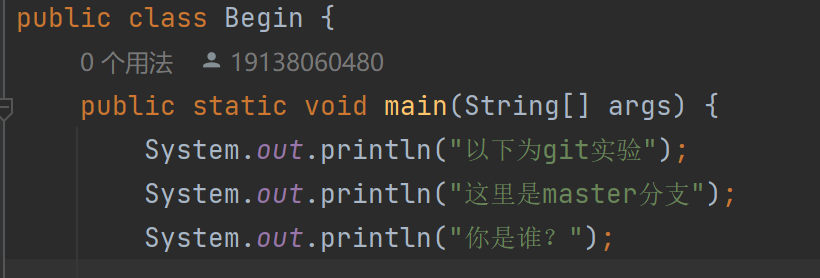 public class Begin {
0 个用法 19138060480
public static void main(String[] args) {
System.out.println("以下为git实验");
System.out.println("这里是master分支");
System.out.println("你是谁？");